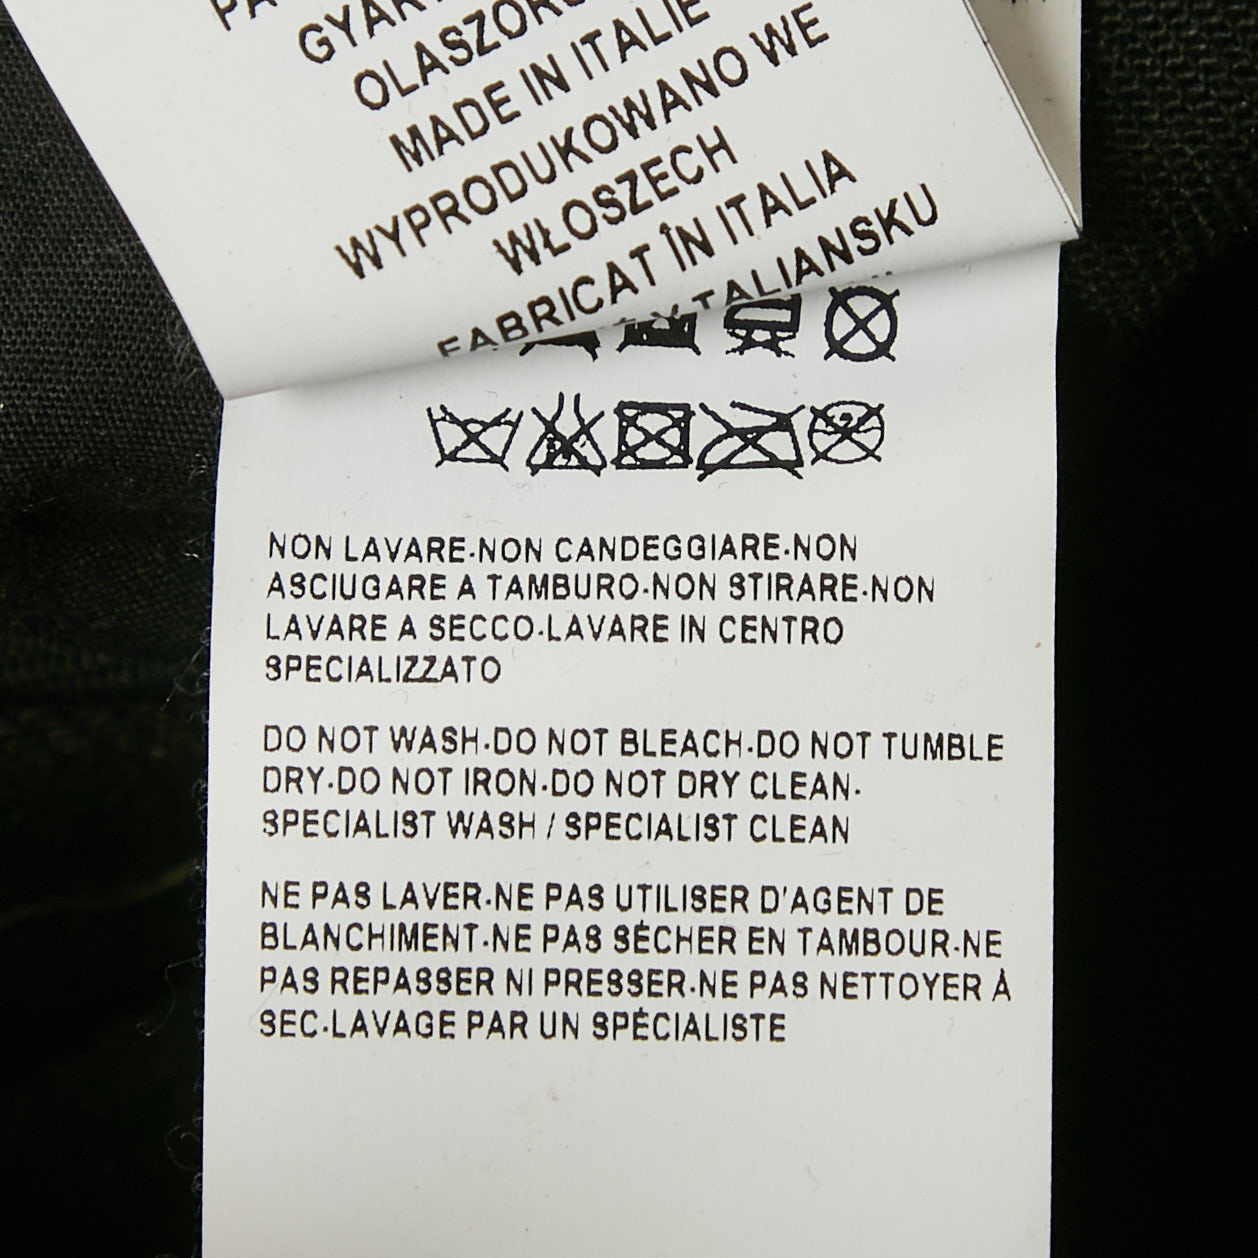 OLASZORS
MADE IN ITALIE
WYPRODUKOWANO WE
WŁOSZECH
FABRICAT ÎN ITALIA
TALIANSKU
NON LAVARE-NON CANDEGGIARE-NON
ASCIUGARE A TAMBURO-NON STIRARE-NON
LAVARE A SECCO-LAVARE IN CENTRO
SPECIALIZZATO
DO NOT WASH-DO NOT BLEACH-DO NOT TUMBLE
DRY-DO NOT IRON-DO NOT DRY CLEAN-
SPECIALIST WASH / SPECIALIST CLEAN
NE PAS LAVER-NE PAS UTILISER D'AGENT DE
BLANCHIMENT-NE PAS SÉCHER EN TAMBOUR-NE
PAS REPASSER NI PRESSER-NE PAS NETTOYER À
SEC-LAVAGE PAR UN SPÉCIALISTE